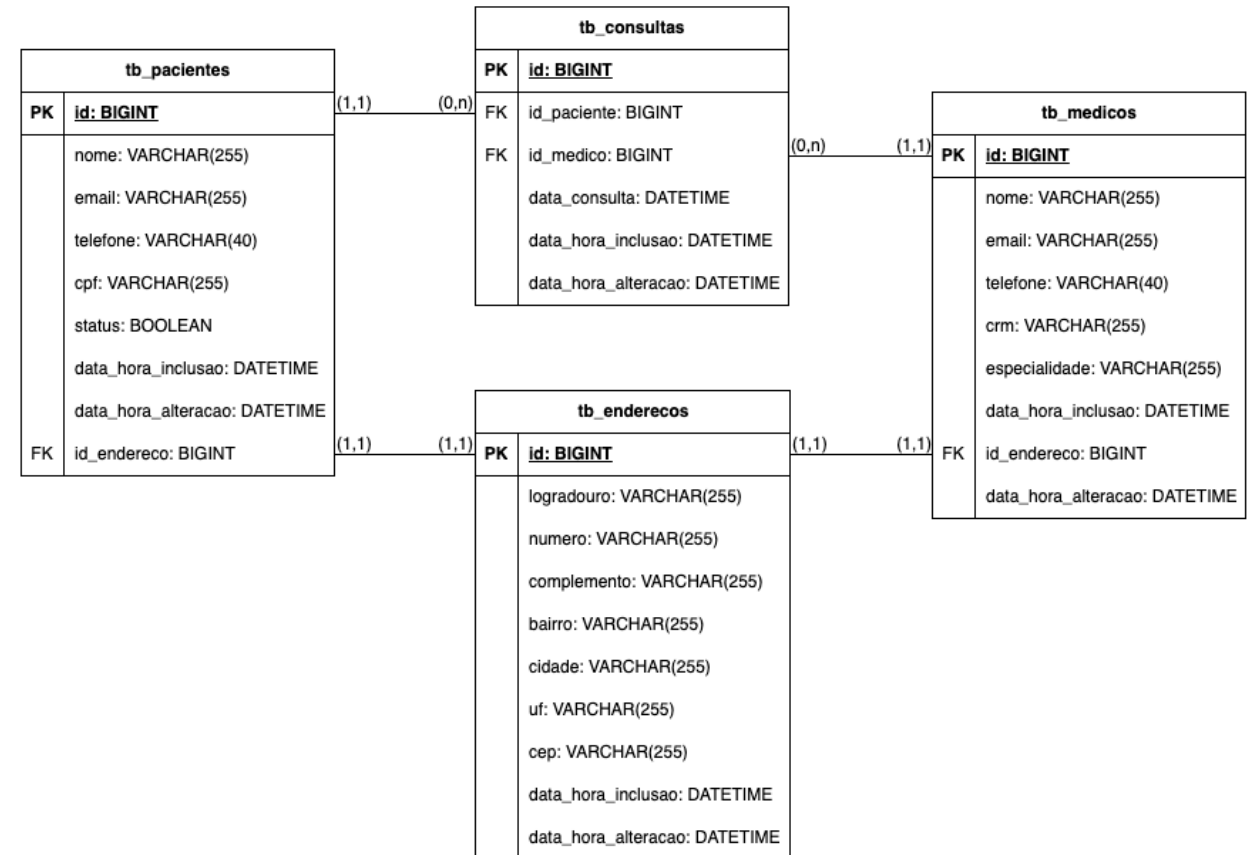 tb_pacientes
PK id: BIGINT
nome: VARCHAR(255)
email: VARCHAR(255)
telefone: VARCHAR(40)
cpf: VARCHAR(255)
status: BOOLEAN
data_hora_inclusao: DATETIME
data_hora_alteracao: DATETIME
FK id_endereco: BIGINT
(1,1) (0,n)
tb_consultas
PK id: BIGINT
FK id_paciente: BIGINT
FK id_medico: BIGINT
data_consulta: DATETIME
data_hora_inclusao: DATETIME
data_hora_alteracao: DATETIME
(0,n) (1,1)
tb_medicos
PK id: BIGINT
nome: VARCHAR(255)
email: VARCHAR(255)
telefone: VARCHAR(40)
crm: VARCHAR(255)
especialidade: VARCHAR(255)
data_hora_inclusao: DATETIME
FK id_endereco: BIGINT
data_hora_alteracao: DATETIME
(1,1) (1,1)
tb_enderecos
PK id: BIGINT
logradouro: VARCHAR(255)
numero: VARCHAR(255)
complemento: VARCHAR(255)
bairro: VARCHAR(255)
cidade: VARCHAR(255)
uf: VARCHAR(255)
cep: VARCHAR(255)
data_hora_inclusao: DATETIME
data_hora_alteracao: DATETIME
(1,1) (1,1)